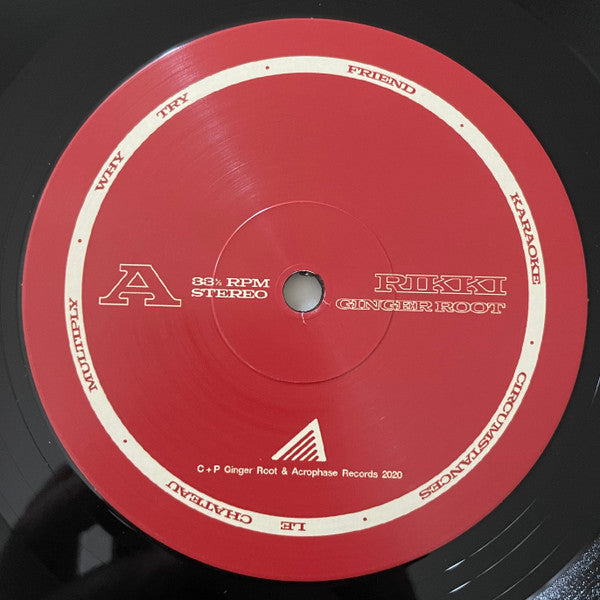 A
33⅓ RPM
STEREO
RIKKI
GINGER ROOT
C + P Ginger Root & Acrophase Records 2020
WHY TRY ·
FRIEND KARAOKE ·
CIRCUMSTANCES ·
LE CHATEAU ·
MULTIPLY ·